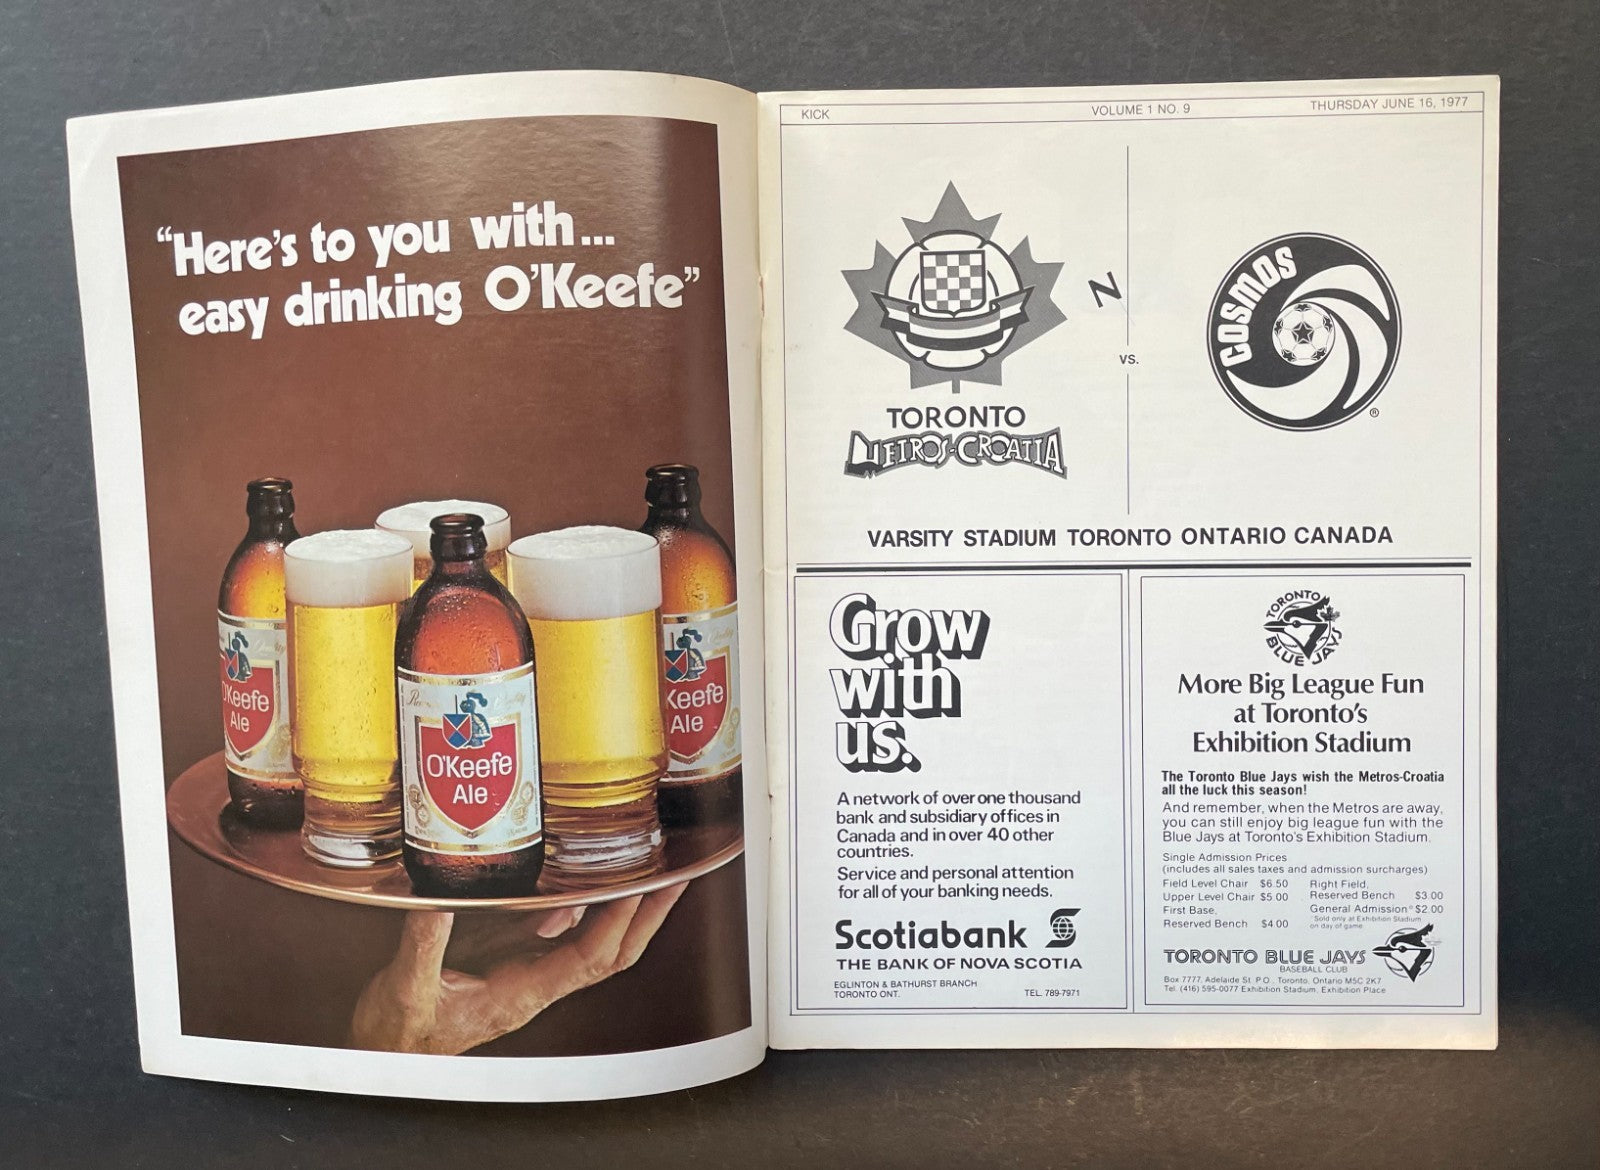 "Here's to you with...
easy drinking O'Keefe"
O'Keefe
Ale
O'Keefe
Ale
Keefe
Ale
KICK
VOLUME 1 NO. 9
THURSDAY JUNE 16, 1977
TORONTO
METROS-CROATIA
N
VS.
COSMOS
®
VARSITY STADIUM TORONTO ONTARIO CANADA
Grow
with
us.
A network of over one thousand
bank and subsidiary offices in
Canada and in over 40 other
countries.
Service and personal attention
for all of your banking needs.
Scotiabank
THE BANK OF NOVA SCOTIA
EGLINTON & BATHURST BRANCH
TORONTO ONT.
TEL. 789-7971
TORONTO
BLUE JAYS
More Big League Fun
at Toronto's
Exhibition Stadium
The Toronto Blue Jays wish the Metros-Croatia
all the luck this season!
And remember, when the Metros are away,
you can still enjoy big league fun with the
Blue Jays at Toronto's Exhibition Stadium.
Single Admission Prices
(includes all sales taxes and admission surcharges)
Field Level Chair $6.50
Upper Level Chair $5.00
First Base,
Reserved Bench $4.00
Right Field,
Reserved Bench $3.00
General Admission* $2.00
*Sold only at Exhibition Stadium
on day of game.
TORONTO BLUE JAYS
BASEBALL CLUB
Box 7777, Adelaide St. P.O., Toronto, Ontario M5C 2K7
Tel: (416) 595-0077 Exhibition Stadium, Exhibition Place